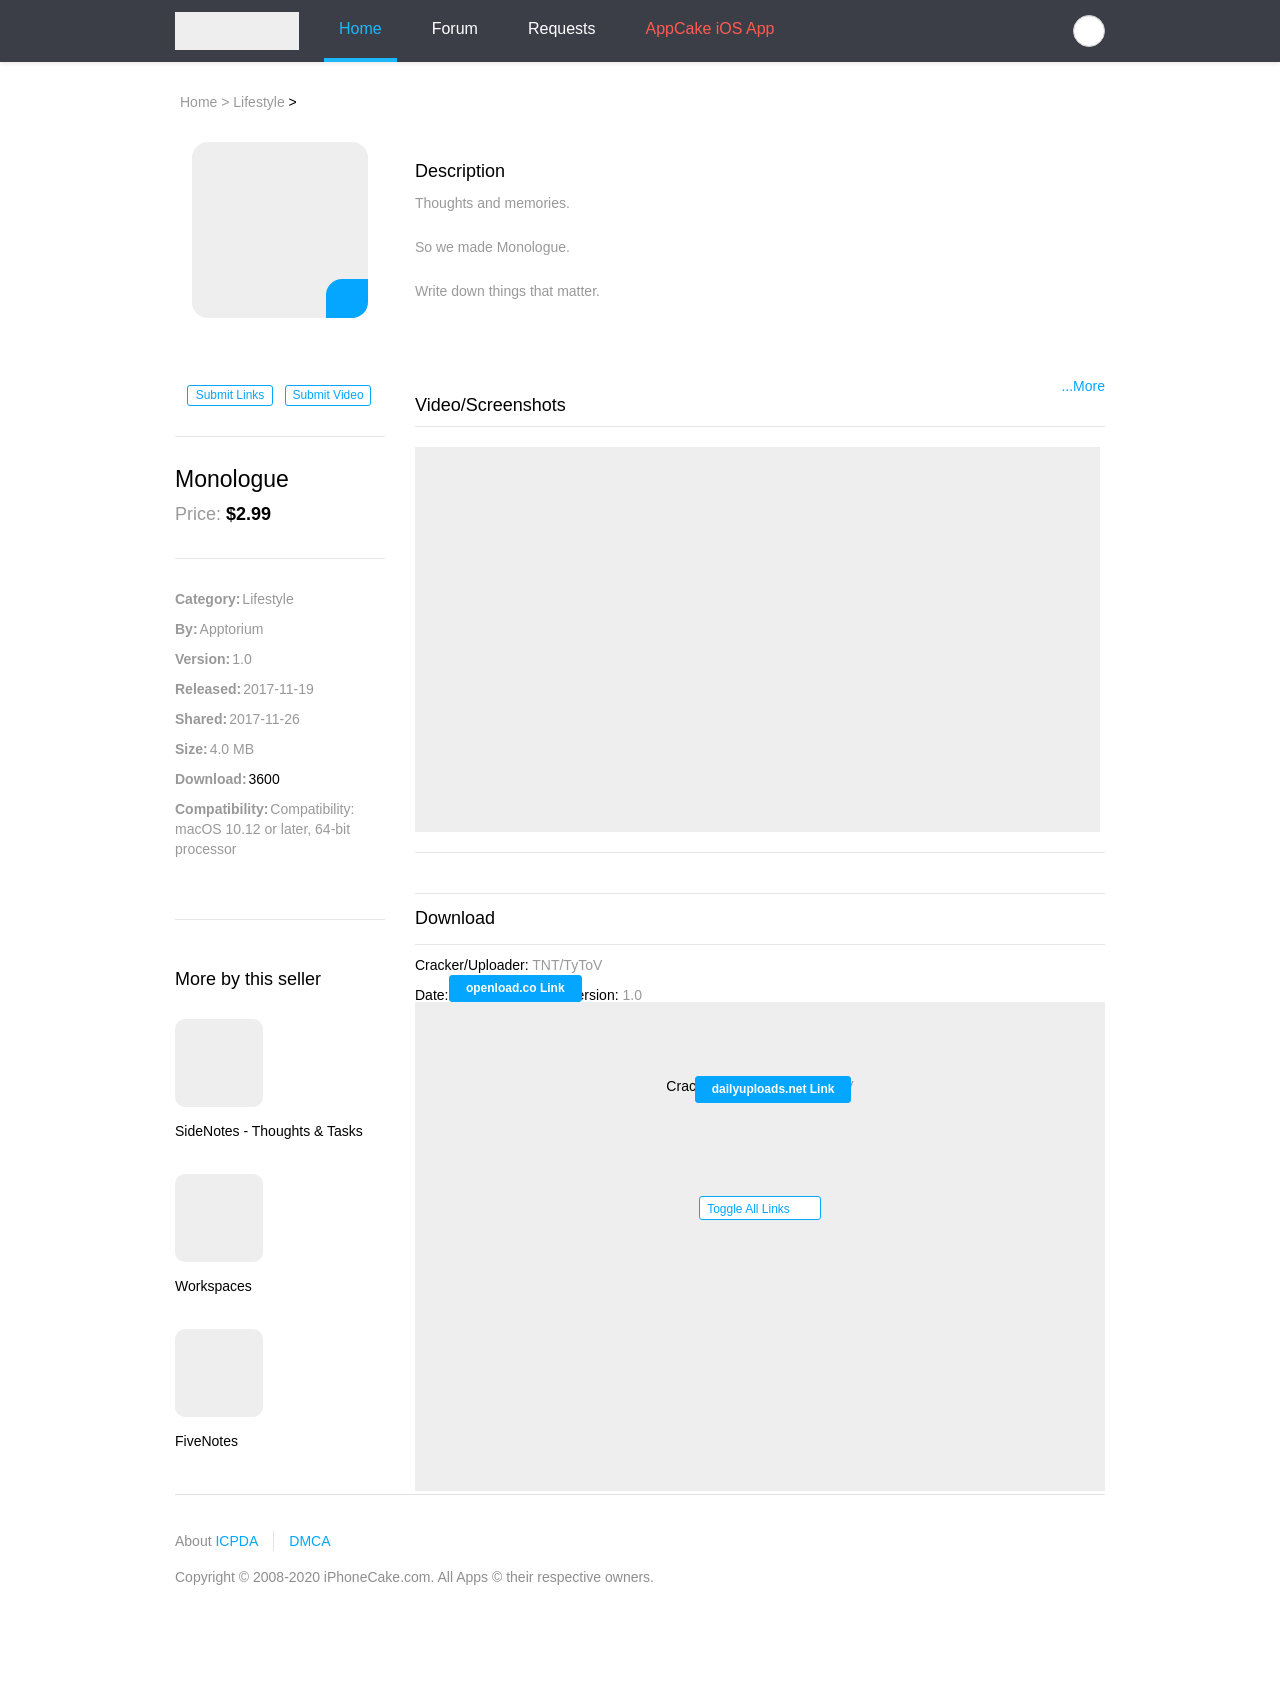 Home
Forum
Requests
AppCake iOS App
Home > Lifestyle >
Description
Thoughts and memories.
So we made Monologue.
Write down things that matter.
...More
Submit Links
Submit Video
Video/Screenshots
Monologue
Price: $2.99
Category: Lifestyle
By: Apptorium
Version: 1.0
Released: 2017-11-19
Shared: 2017-11-26
Size: 4.0 MB
Download: 3600
Compatibility: Compatibility:
macOS 10.12 or later, 64-bit
processor
Download
Cracker/Uploader: TNT/TyToV
openload.co Link
Date: 1.0
dailyuploads.net Link
Toggle All Links
More by this seller
SideNotes - Thoughts & Tasks
Workspaces
FiveNotes
About ICPDA
DMCA
Copyright © 2008-2020 iPhoneCake.com. All Apps © their respective owners.